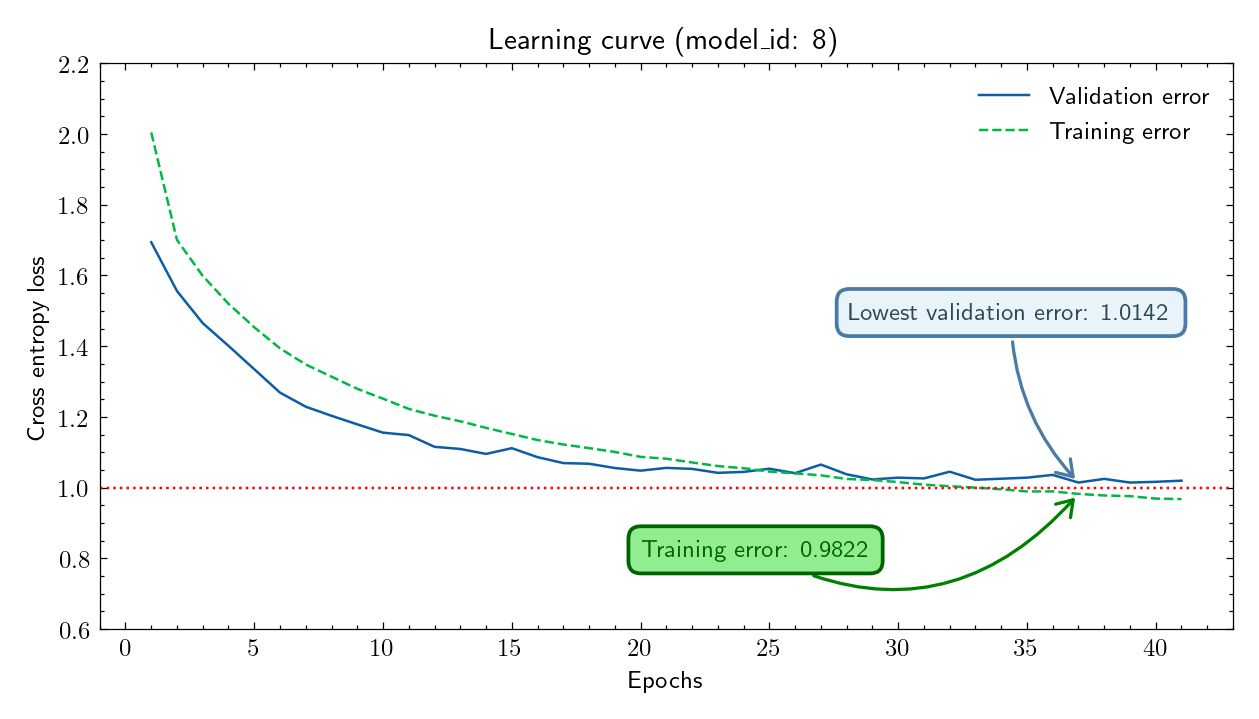 Learning curve (model_id: 8)
Validation error
Training error
Cross entropy loss
2.2
2.0
1.8
1.6
1.4
1.2
1.0
0.8
0.6
Lowest validation error: 1.0142
Training error: 0.9822
0 5 10 15 20 25 30 35 40
Epochs